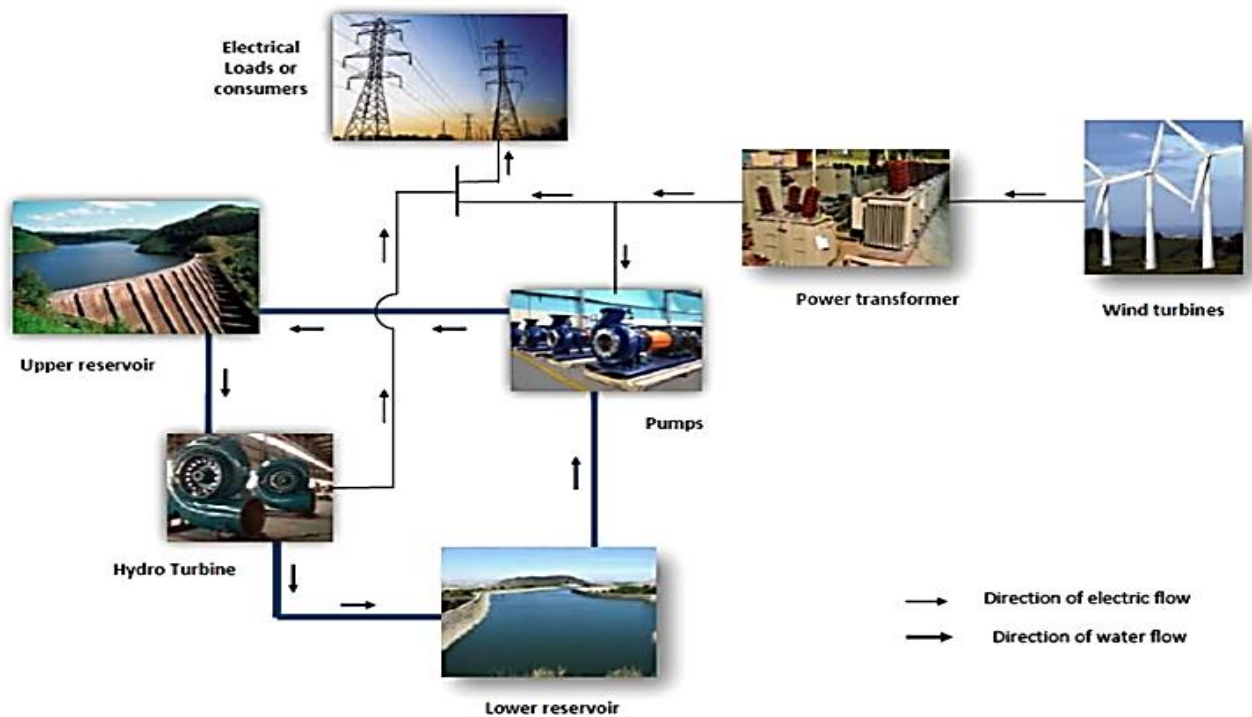 Electrical
Loads or
consumers
Power transformer
Wind turbines
Upper reservoir
Pumps
Hydro Turbine
Direction of electric flow
Direction of water flow
Lower reservoir